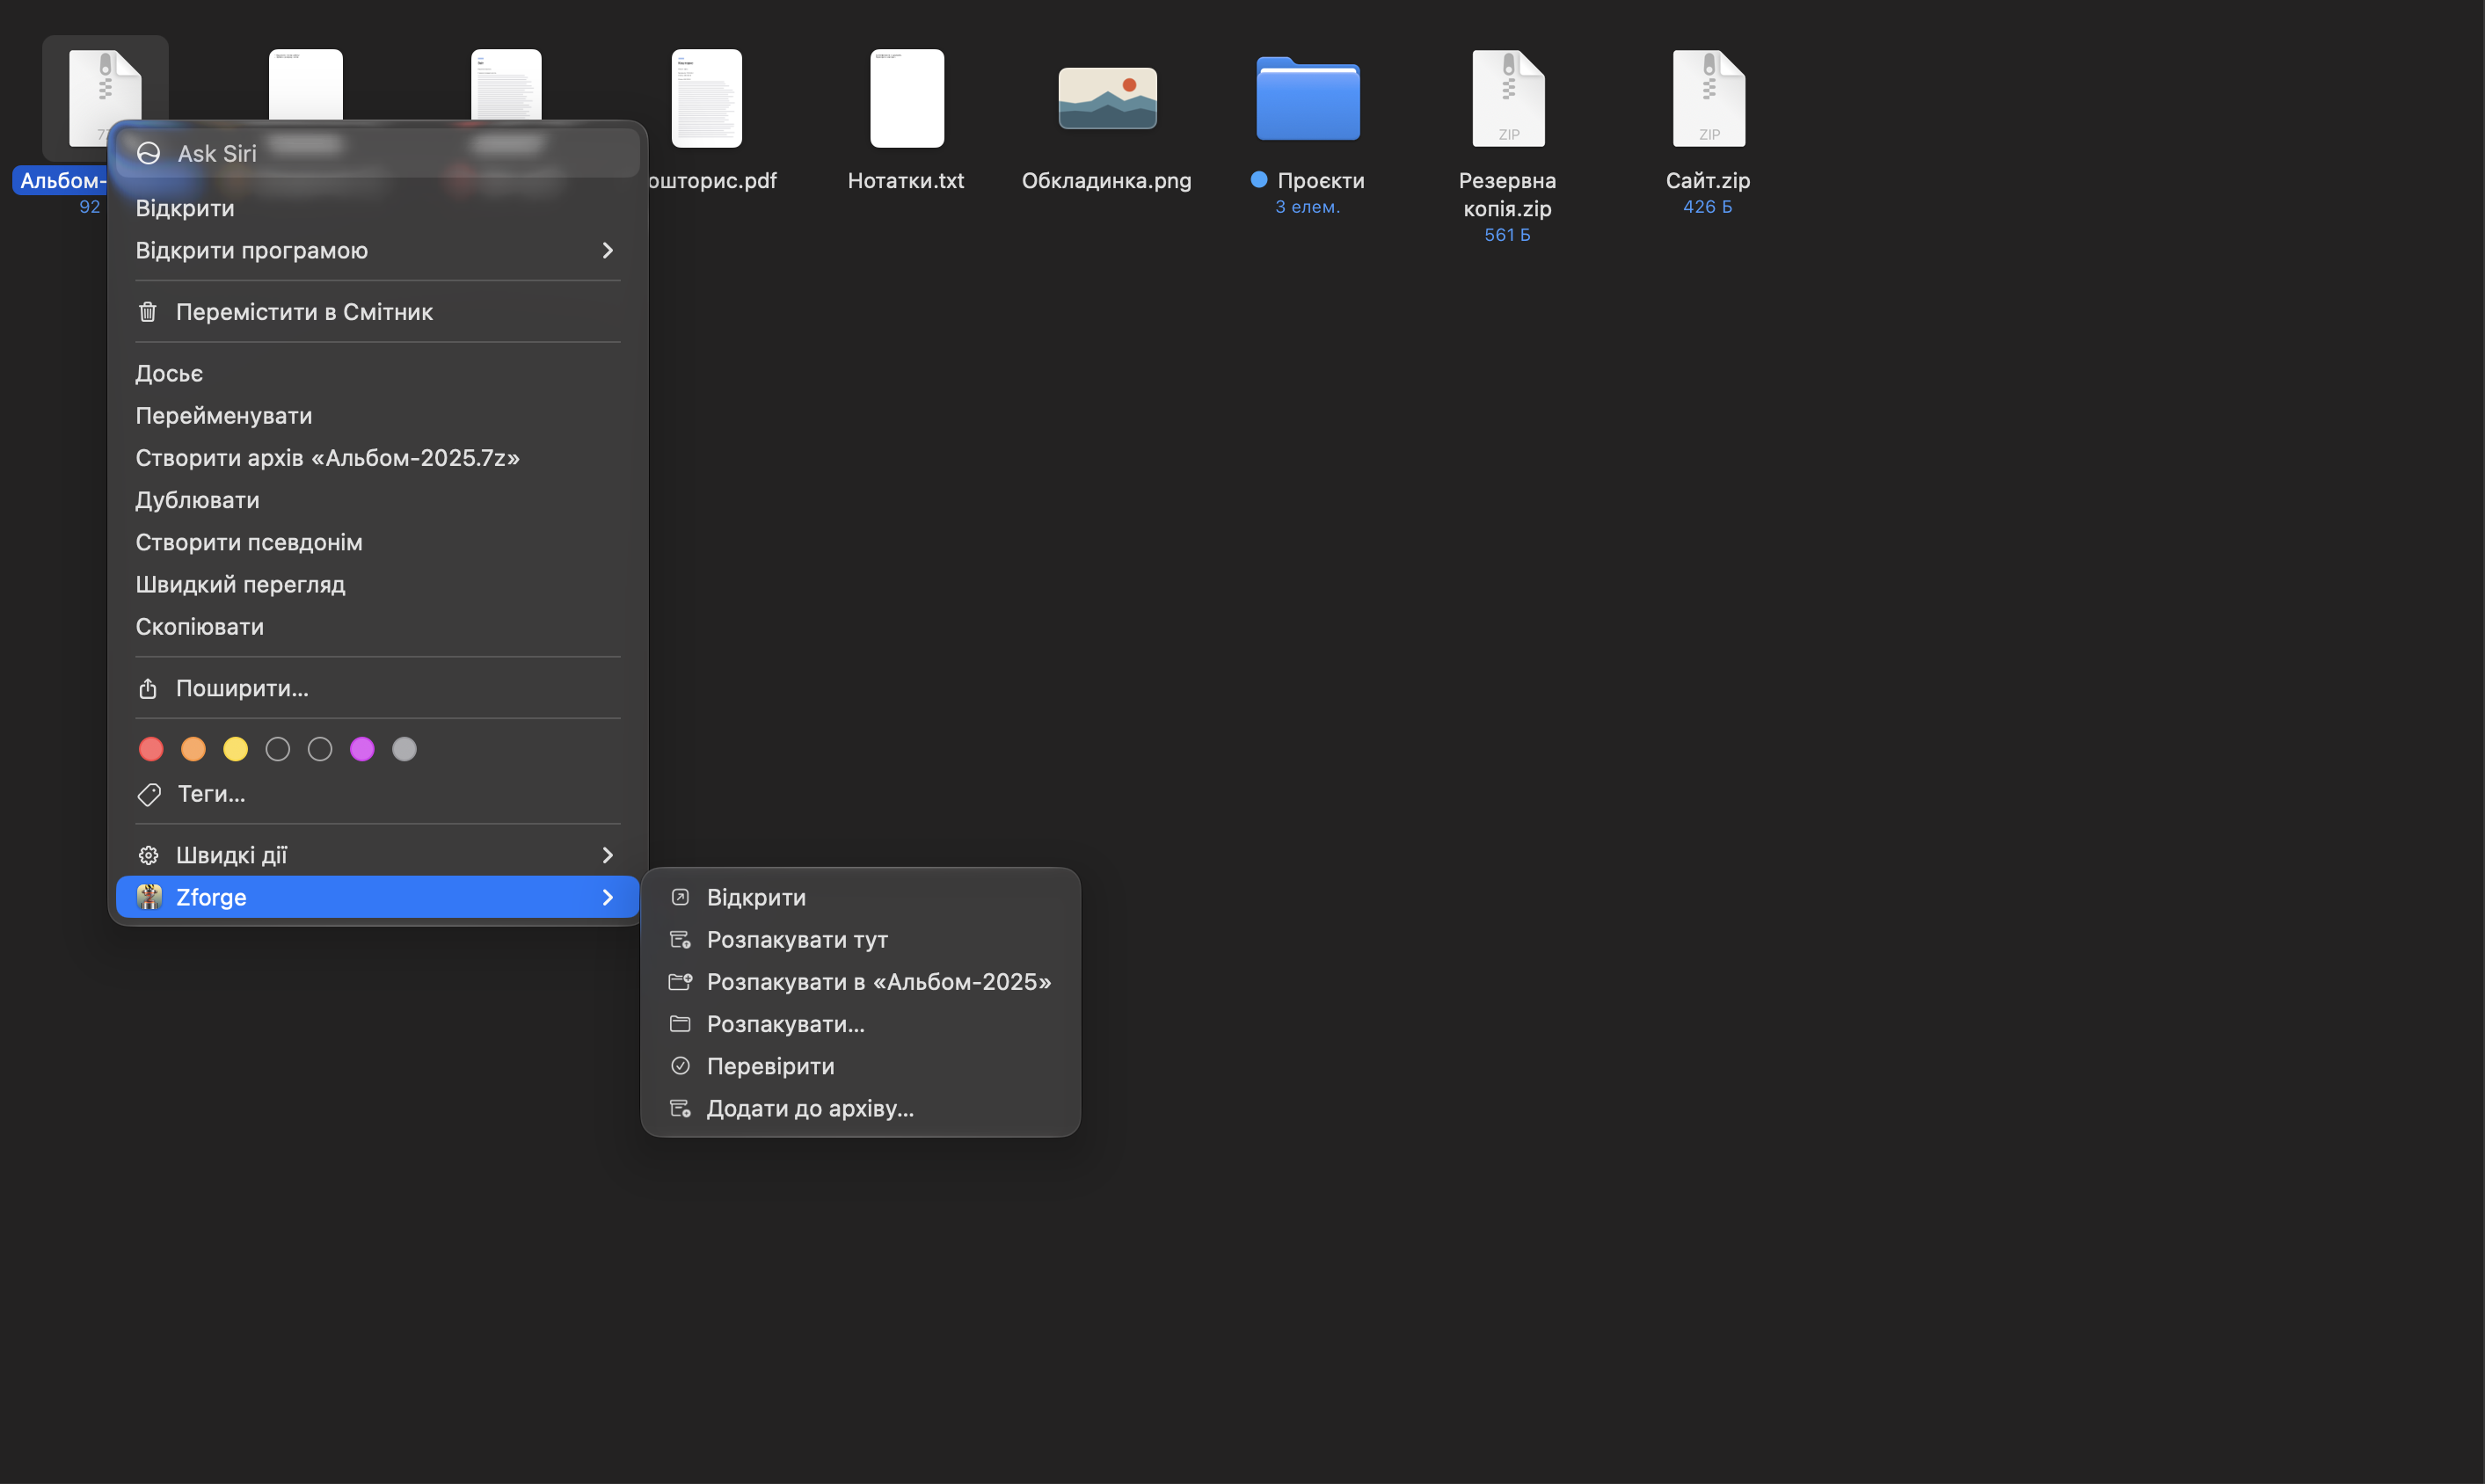 Альбом-
92
ошторис.pdf
Нотатки.txt
Обкладинка.png
Проєкти
3 елем.
ZIP
Резервна
копія.zip
561 Б
ZIP
Сайт.zip
426 Б
Ask Siri
Відкрити
Відкрити програмою
Перемістити в Смітник
Досьє
Перейменувати
Створити архів «Альбом-2025.7z»
Дублювати
Створити псевдонім
Швидкий перегляд
Скопіювати
Поширити...
Теги...
Швидкі дії
Zforge
Відкрити
Розпакувати тут
Розпакувати в «Альбом-2025»
Розпакувати...
Перевірити
Додати до архіву...